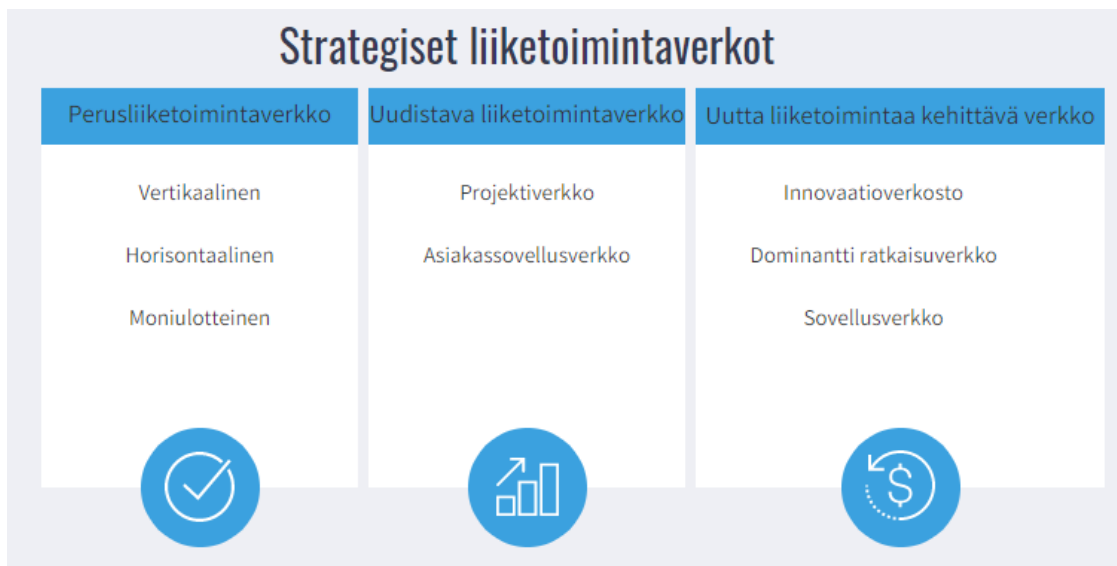 Strategiset liiketoimintaverkot
Perusliiketoimintaverkko
Vertikaalinen
Horisontaalinen
Moniulotteinen
Uudistava liiketoimintaverkko
Projektiverkko
Asiakassovellusverkko
Uutta liiketoimintaa kehittävä verkko
Innovaatioverkosto
Dominantti ratkaisuverkko
Sovellusverkko
$